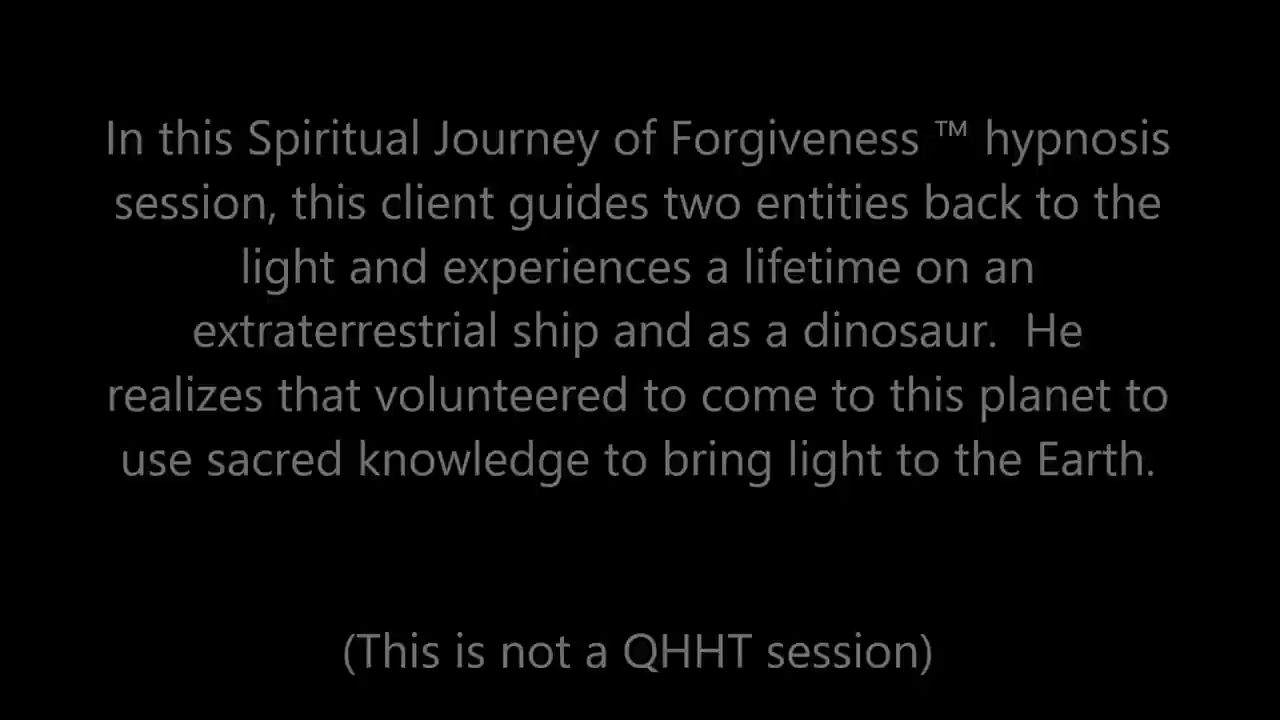 In this Spiritual Journey of Forgiveness ™ hypnosis
session, this client guides two entities back to the
light and experiences a lifetime on an
extraterrestrial ship and as a dinosaur.  He
realizes that volunteered to come to this planet to
use sacred knowledge to bring light to the Earth.
(This is not a QHHT session)